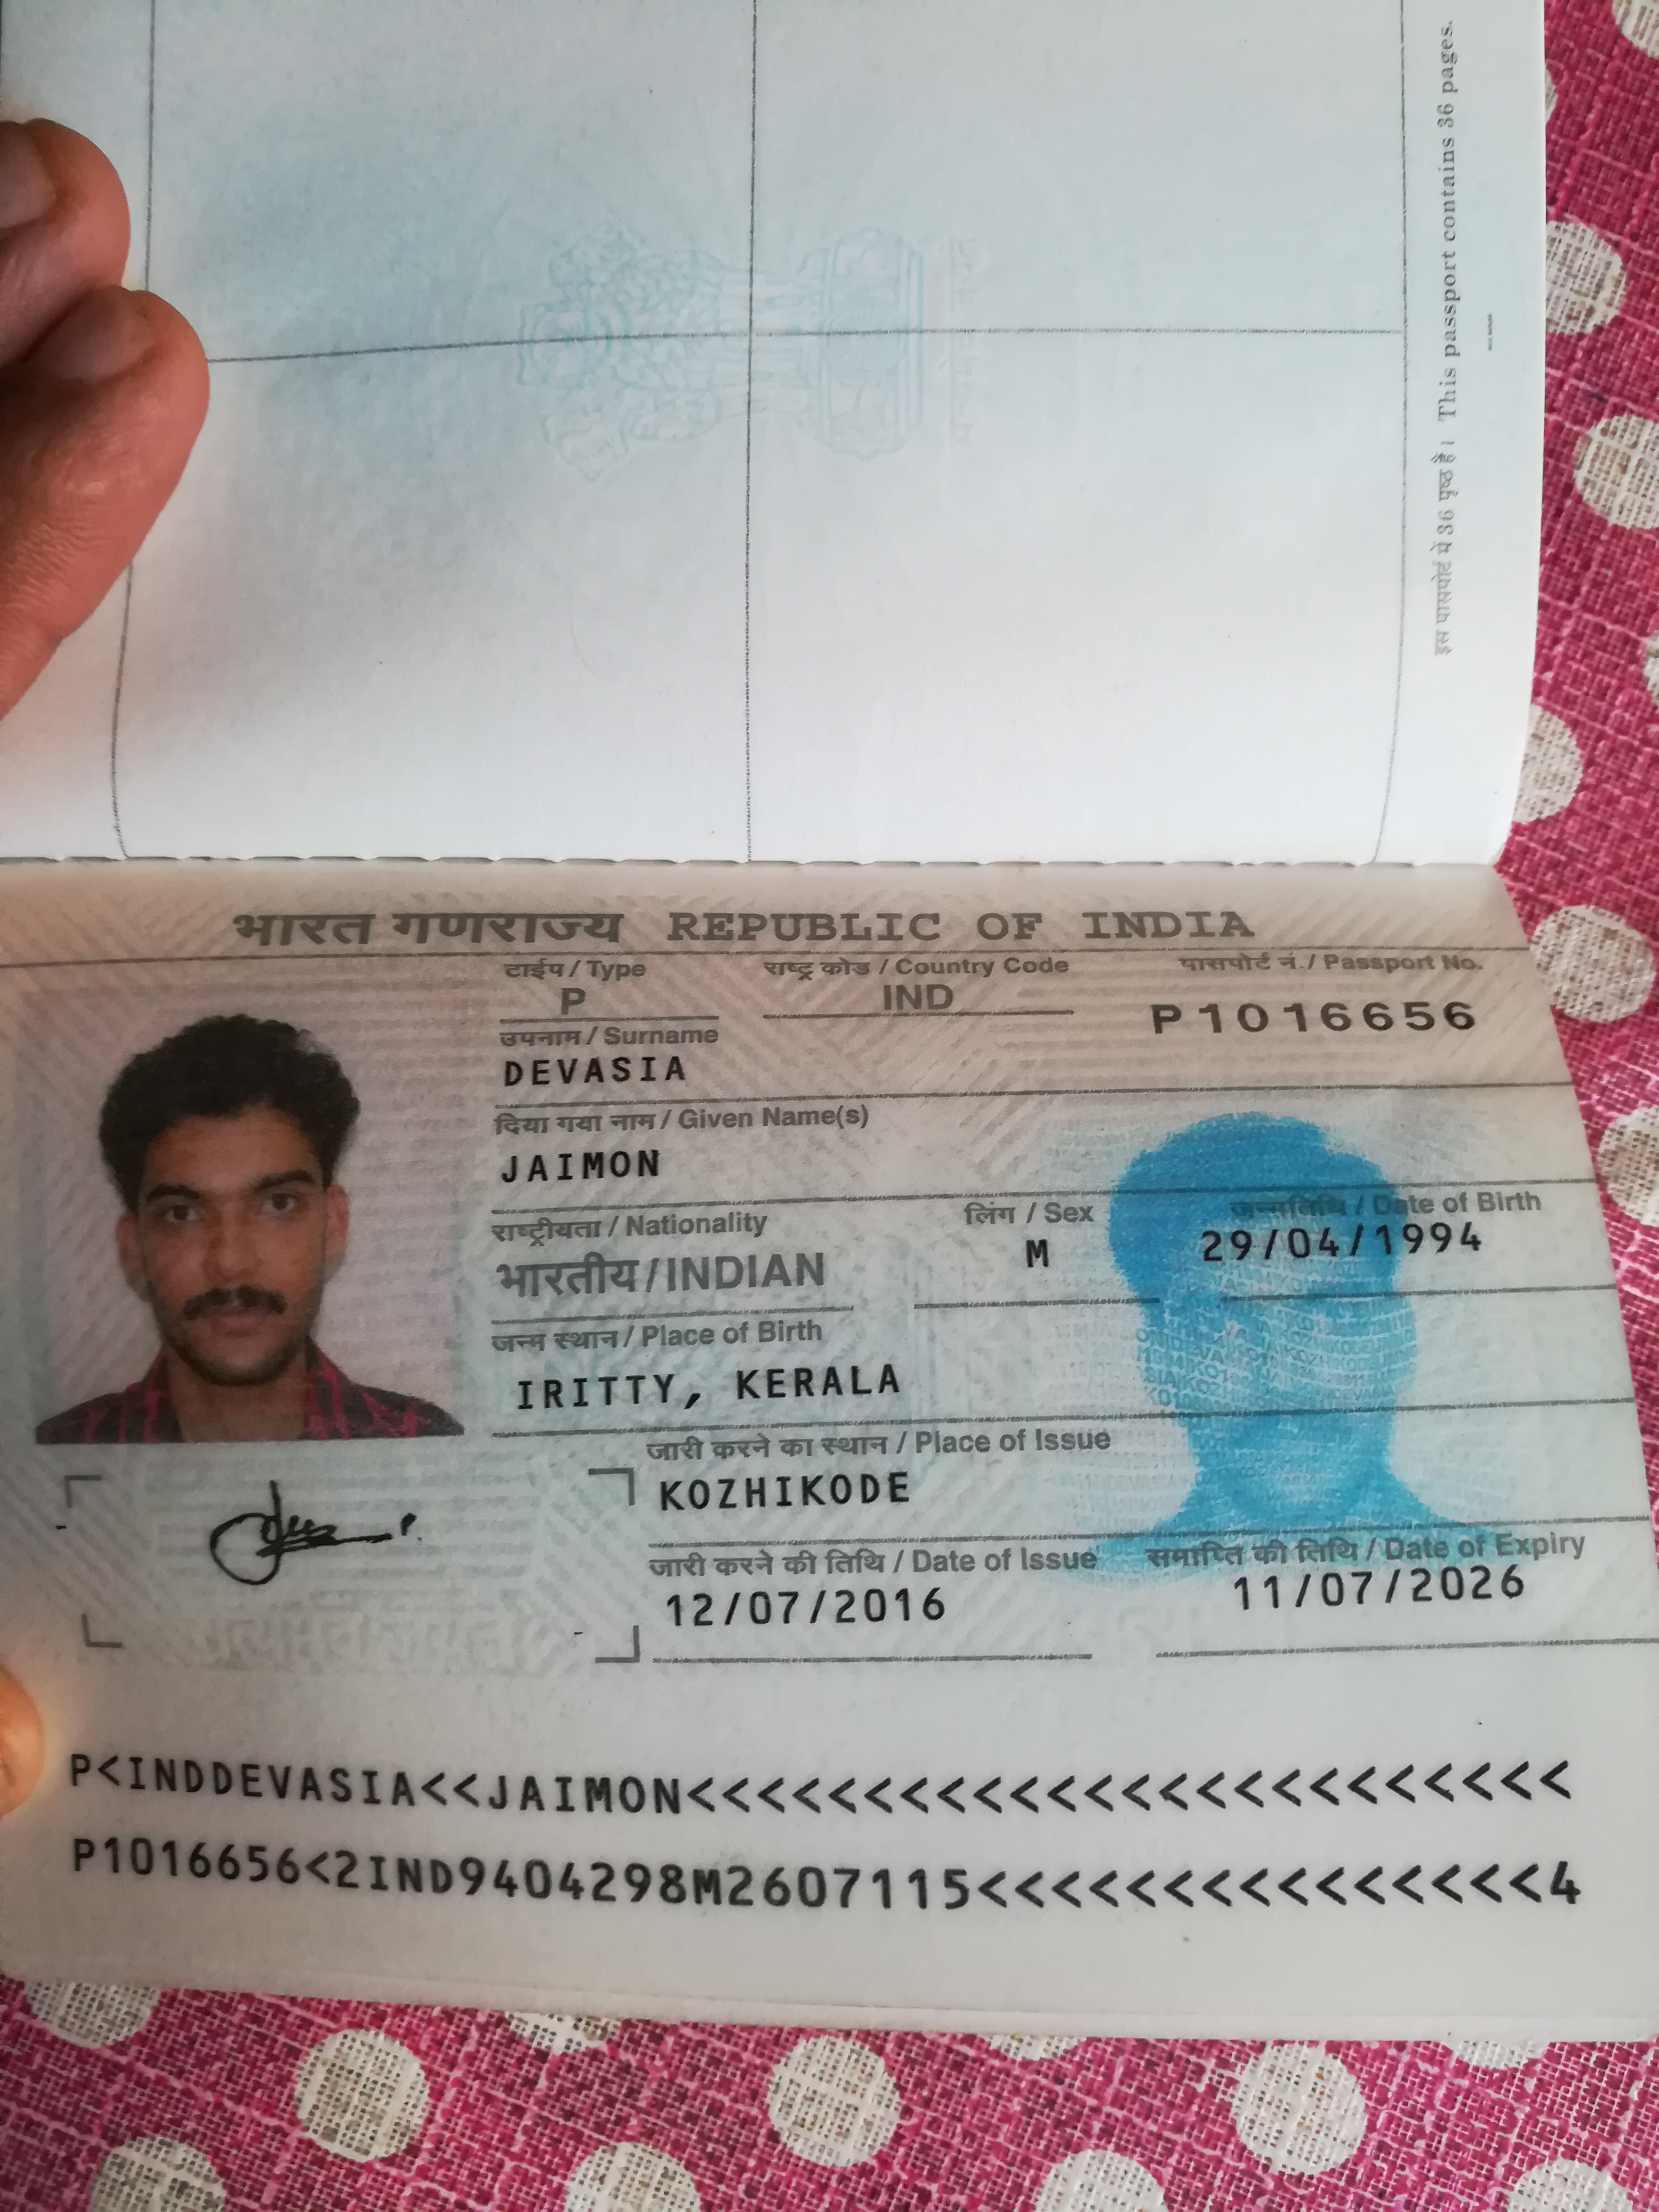 इस पासपोर्ट में 36 पृष्ठ हैं। This passport contains 36 pages.
भारत गणराज्य REPUBLIC OF INDIA
टाईप / Type राष्ट्र कोड / Country Code पासपोर्ट नं. / Passport No.
P IND P1016656
उपनाम / Surname
DEVASIA
दिया गया नाम / Given Name(s)
JAIMON
राष्ट्रीयता / Nationality लिंग / Sex जन्मतिथि / Date of Birth
भारतीय / INDIAN M 29/04/1994
जन्म स्थान / Place of Birth
IRITTY, KERALA
जारी करने का स्थान / Place of Issue
KOZHIKODE
जारी करने की तिथि / Date of Issue समाप्ति की तिथि / Date of Expiry
12/07/2016 11/07/2026
P<INDDEVASIA<<JAIMON<<<<<<<<<<<<<<<<<<<<<<<<
P1016656<2IND9404298M2607115<<<<<<<<<<<<<<<4